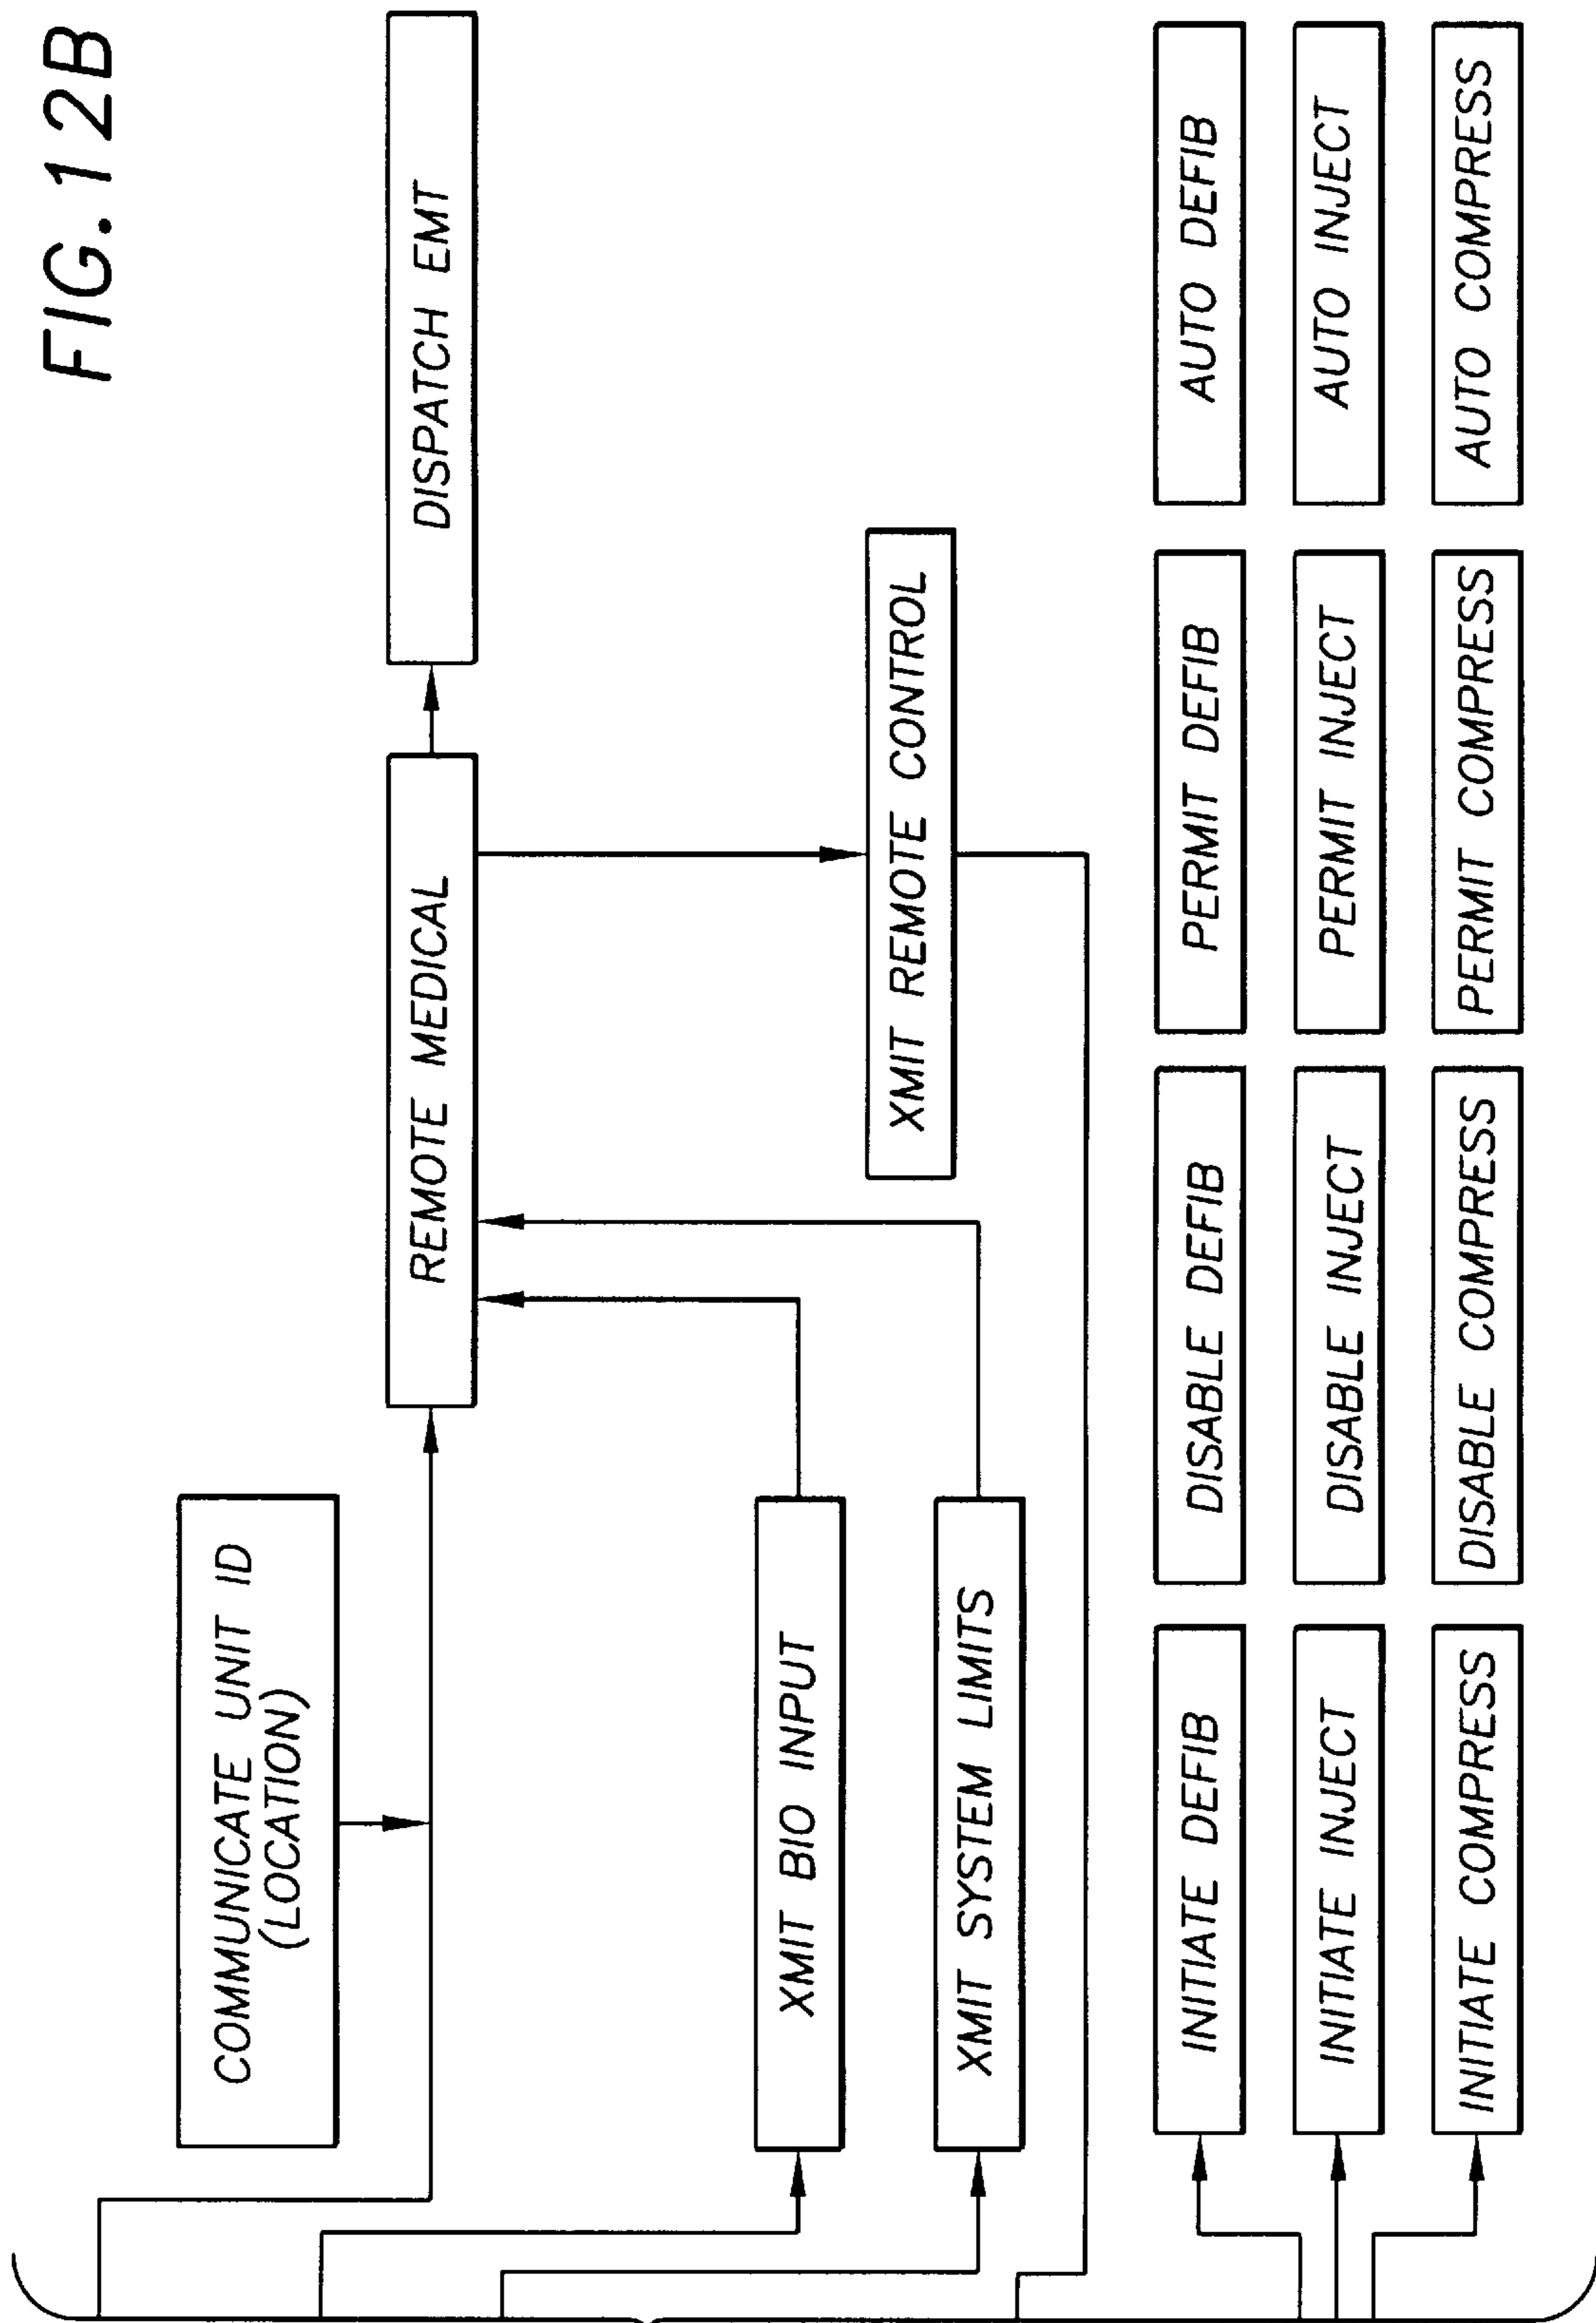 FIG. 12B
COMMUNICATE UNIT ID
(LOCATION)
REMOTE MEDICAL
DISPATCH EMT
XMIT BIO INPUT
XMIT REMOTE CONTROL
XMIT SYSTEM LIMITS
INITIATE DEFIB
DISABLE DEFIB
PERMIT DEFIB
AUTO DEFIB
INITIATE INJECT
DISABLE INJECT
PERMIT INJECT
AUTO INJECT
INITIATE COMPRESS
DISABLE COMPRESS
PERMIT COMPRESS
AUTO COMPRESS